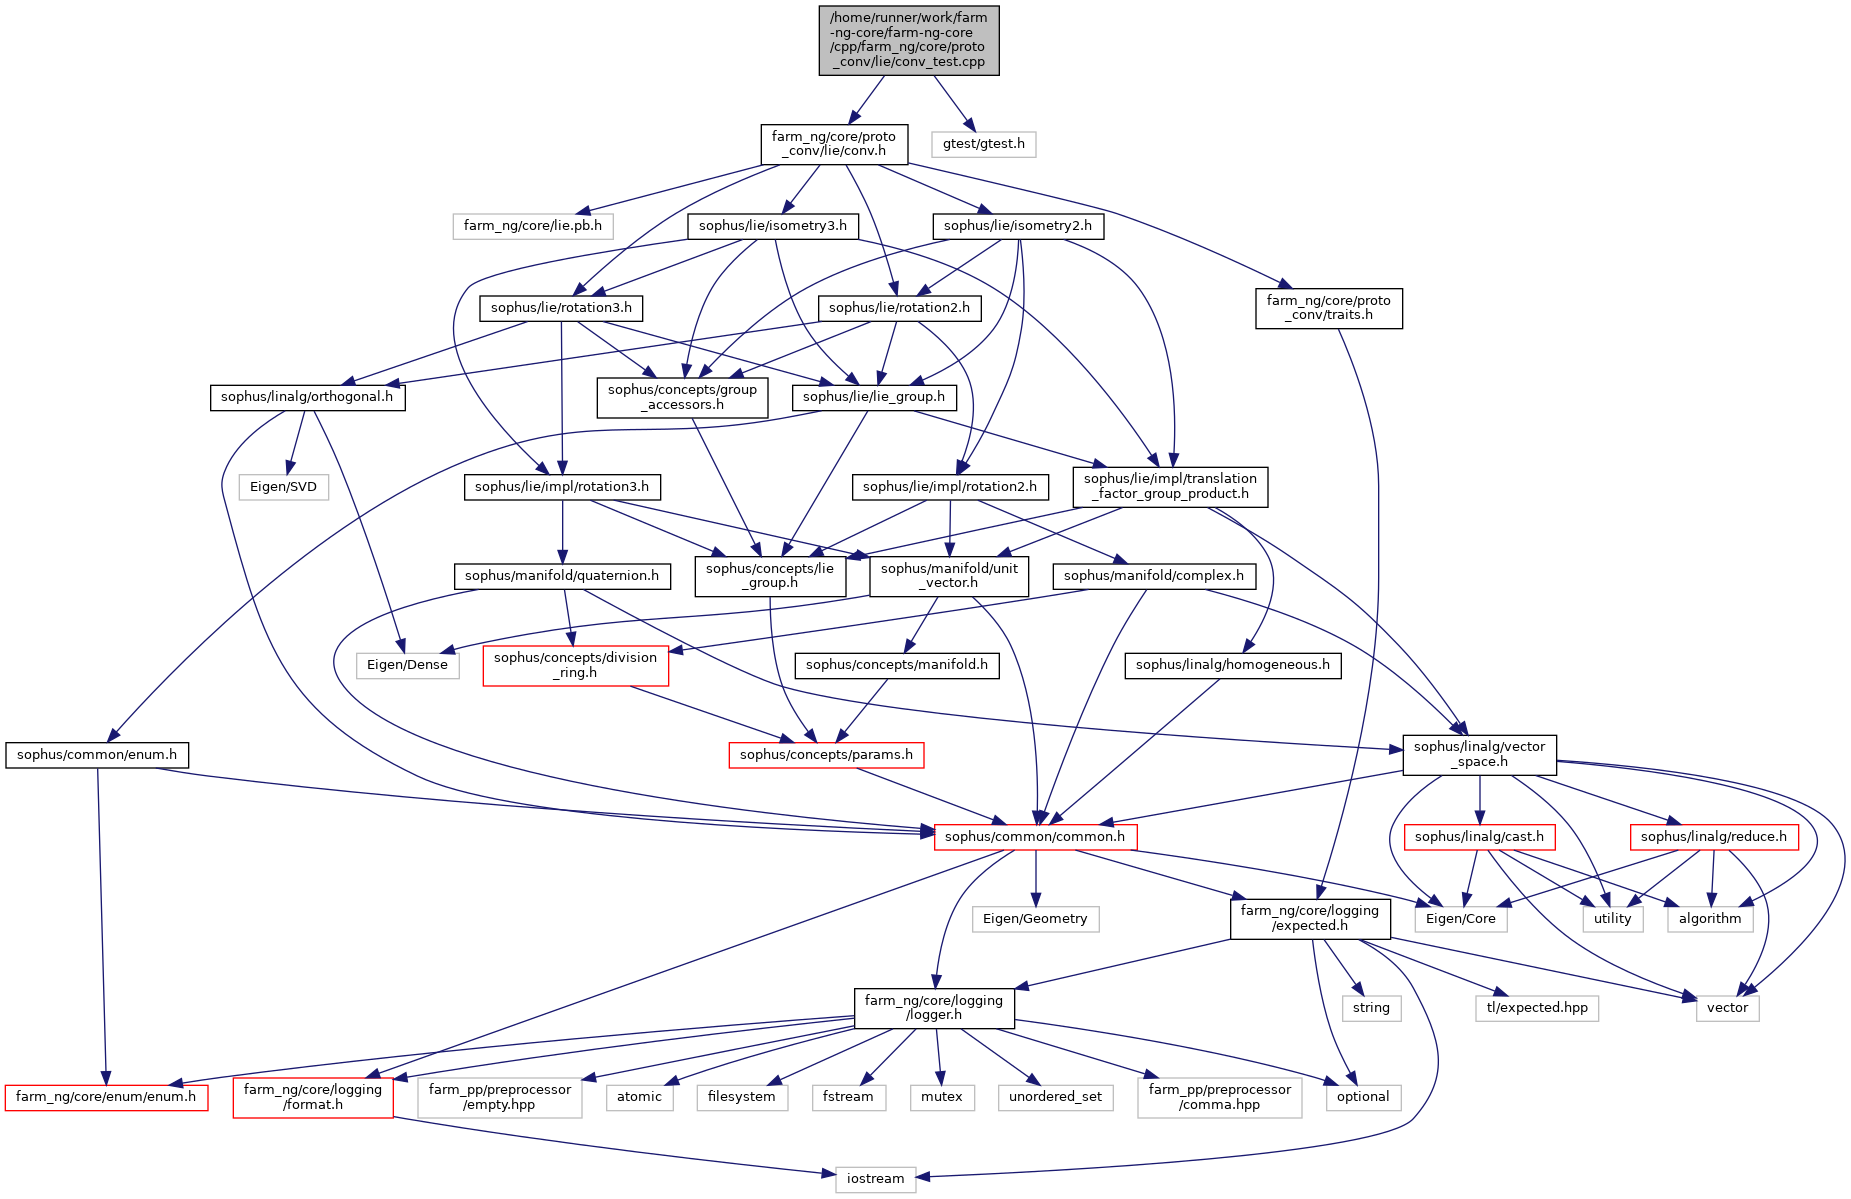 /home/runner/work/farm
-ng-core/farm-ng-core
/cpp/farm_ng/core/proto
_conv/lie/conv_test.cpp
farm_ng/core/proto
_conv/lie/conv.h
gtest/gtest.h
farm_ng/core/lie.pb.h
sophus/lie/isometry3.h
sophus/lie/isometry2.h
sophus/lie/rotation3.h
sophus/lie/rotation2.h
farm_ng/core/proto
_conv/traits.h
sophus/linalg/orthogonal.h
sophus/concepts/group
_accessors.h
sophus/lie/lie_group.h
Eigen/SVD
sophus/lie/impl/rotation3.h
sophus/lie/impl/rotation2.h
sophus/lie/impl/translation
_factor_group_product.h
sophus/manifold/quaternion.h
sophus/concepts/lie
_group.h
sophus/manifold/unit
_vector.h
sophus/manifold/complex.h
Eigen/Dense
sophus/concepts/division
_ring.h
sophus/concepts/manifold.h
sophus/linalg/homogeneous.h
sophus/common/enum.h
sophus/concepts/params.h
sophus/linalg/vector
_space.h
sophus/common/common.h
sophus/linalg/cast.h
sophus/linalg/reduce.h
Eigen/Geometry
farm_ng/core/logging
/expected.h
Eigen/Core
utility
algorithm
farm_ng/core/logging
/logger.h
string
tl/expected.hpp
vector
farm_ng/core/enum/enum.h
farm_ng/core/logging
/format.h
farm_pp/preprocessor
/empty.hpp
atomic
filesystem
fstream
mutex
unordered_set
farm_pp/preprocessor
/comma.hpp
optional
iostream